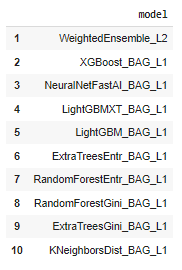 model
1 WeightedEnsemble_L2
2 XGBoost_BAG_L1
3 NeuralNetFastAI_BAG_L1
4 LightGBMXT_BAG_L1
5 LightGBM_BAG_L1
6 ExtraTreesEntr_BAG_L1
7 RandomForestEntr_BAG_L1
8 RandomForestGini_BAG_L1
9 ExtraTreesGini_BAG_L1
10 KNeighborsDist_BAG_L1